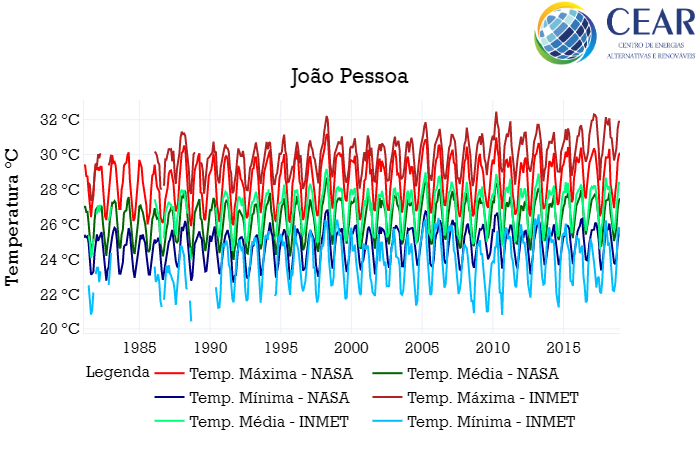 CEAR
CENTRO DE ENERGIAS
ALTERNATIVAS E RENOVÁVEIS
João Pessoa
Temperatura °C
32 °C
30 °C
28 °C
26 °C
24 °C
22 °C
20 °C
1985 1990 1995 2000 2005 2010 2015
Legenda Temp. Máxima - NASA Temp. Média - NASA
Temp. Mínima - NASA Temp. Máxima - INMET
Temp. Média - INMET Temp. Mínima - INMET